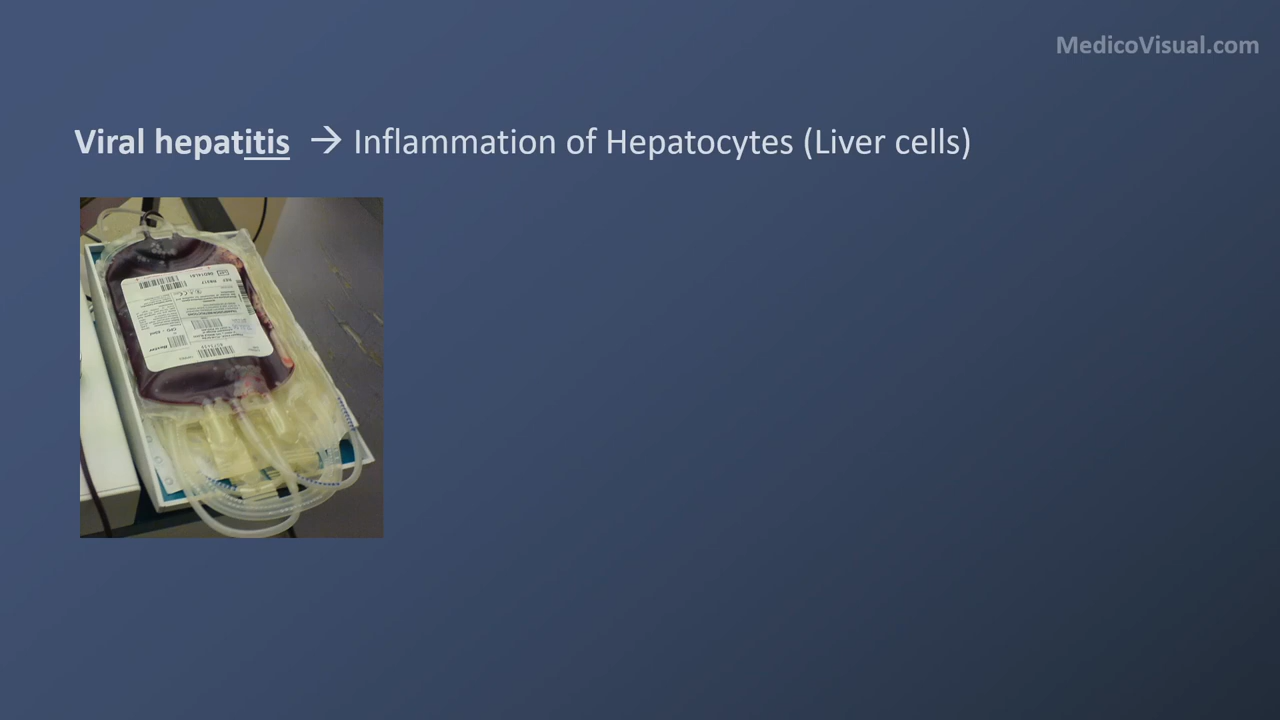 MedicoVisual.com
Viral hepatitis → Inflammation of Hepatocytes (Liver cells)